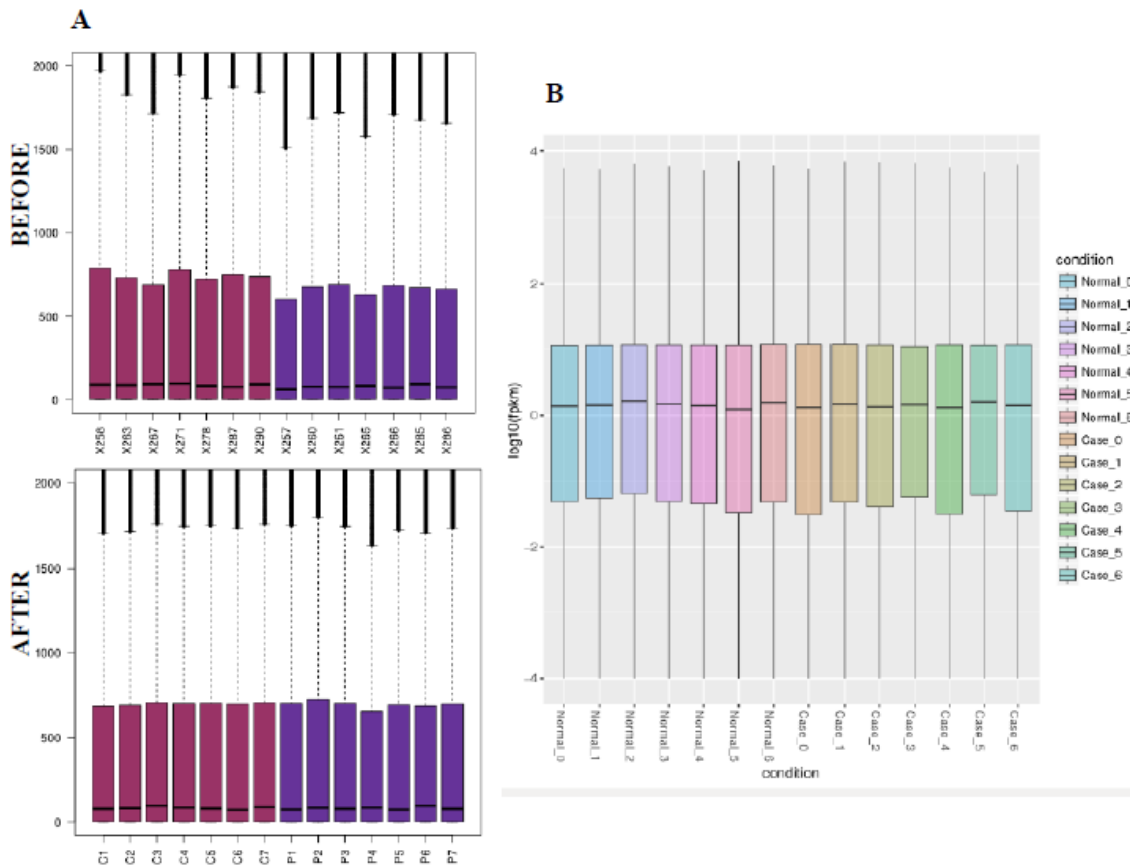 A
BEFORE
2000
1500
1000
500
0
X258
X263
X267
X271
X278
X287
X290
X257
X260
X261
X265
X266
X285
X286
AFTER
2000
1500
1000
500
0
C1
C2
C3
C4
C5
C6
C7
P1
P2
P3
P4
P5
P6
P7
B
log10(fpkm)
4
2
0
−2
−4
Normal_0
Normal_1
Normal_2
Normal_3
Normal_4
Normal_5
Normal_6
Case_0
Case_1
Case_2
Case_3
Case_4
Case_5
Case_6
condition
condition
Normal_0
Normal_1
Normal_2
Normal_3
Normal_4
Normal_5
Normal_6
Case_0
Case_1
Case_2
Case_3
Case_4
Case_5
Case_6